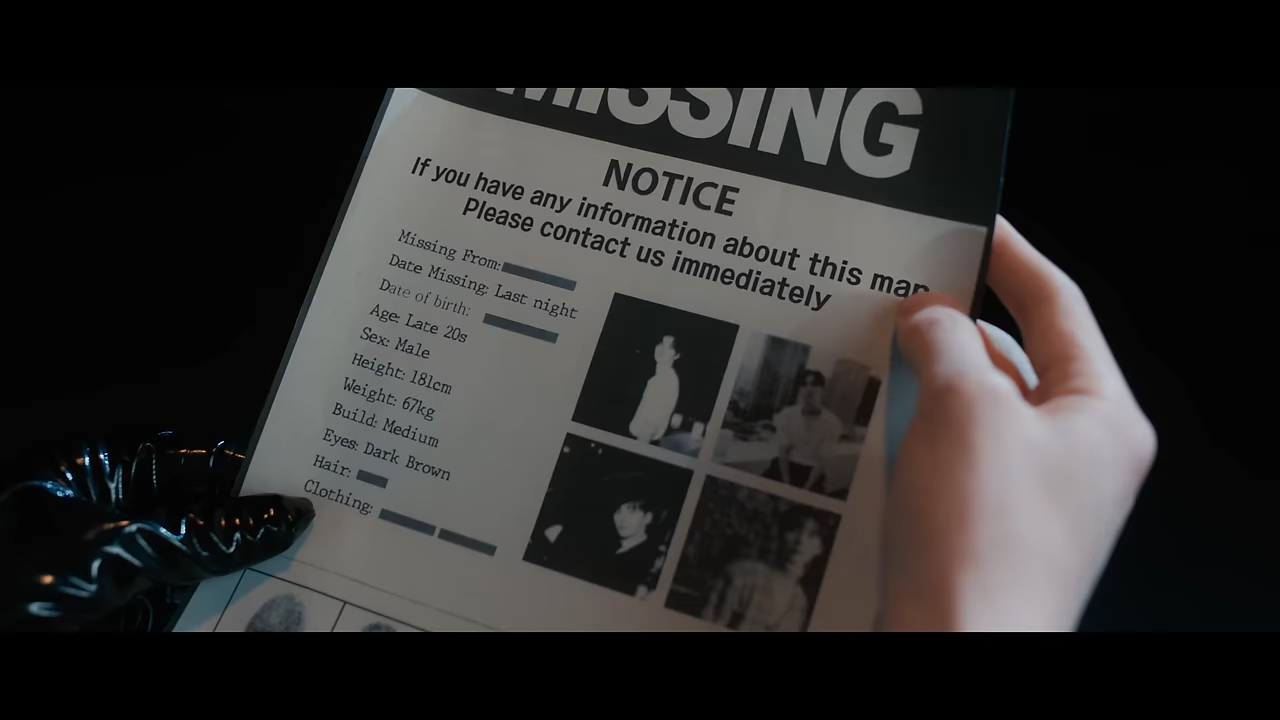 MISSING
NOTICE
If you have any information about this man
Please contact us immediately
Missing From:
Date Missing: Last night
Date of birth:
Age: Late 20s
Sex: Male
Height: 181cm
Weight: 67kg
Build: Medium
Eyes: Dark Brown
Hair:
Clothing: